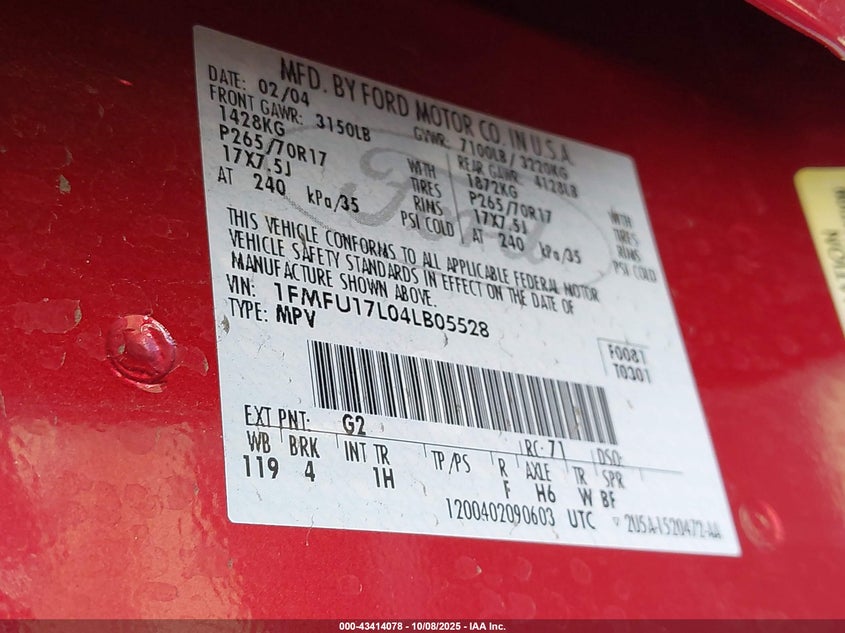 MFD. BY FORD MOTOR CO. IN U.S.A.
DATE: 02/04 GVWR: 7100LB / 3220KG
FRONT GAWR: 3150LB REAR GAWR: 4128LB
1428KG WITH 1872KG WITH
P265/70R17 TIRES P265/70R17 TIRES
17X7.5J RIMS 17X7.5J RIMS
AT 240 kPa/35 PSI COLD AT 240 kPa/35 PSI COLD
THIS VEHICLE CONFORMS TO ALL APPLICABLE FEDERAL MOTOR
VEHICLE SAFETY STANDARDS IN EFFECT ON THE DATE OF
MANUFACTURE SHOWN ABOVE.
VIN: 1FMFU17L04LB05528
TYPE: MPV
F0081
T0301
EXT PNT: G2 RC: 71 DSO:
WB BRK INT TR TP/PS R AXLE TR SPR
119 4 1H F H6 W BF
1200402090603 UTC 2U5A-1520472-AA
Ford
000-43414078 - 10/08/2025 - IAA Inc.